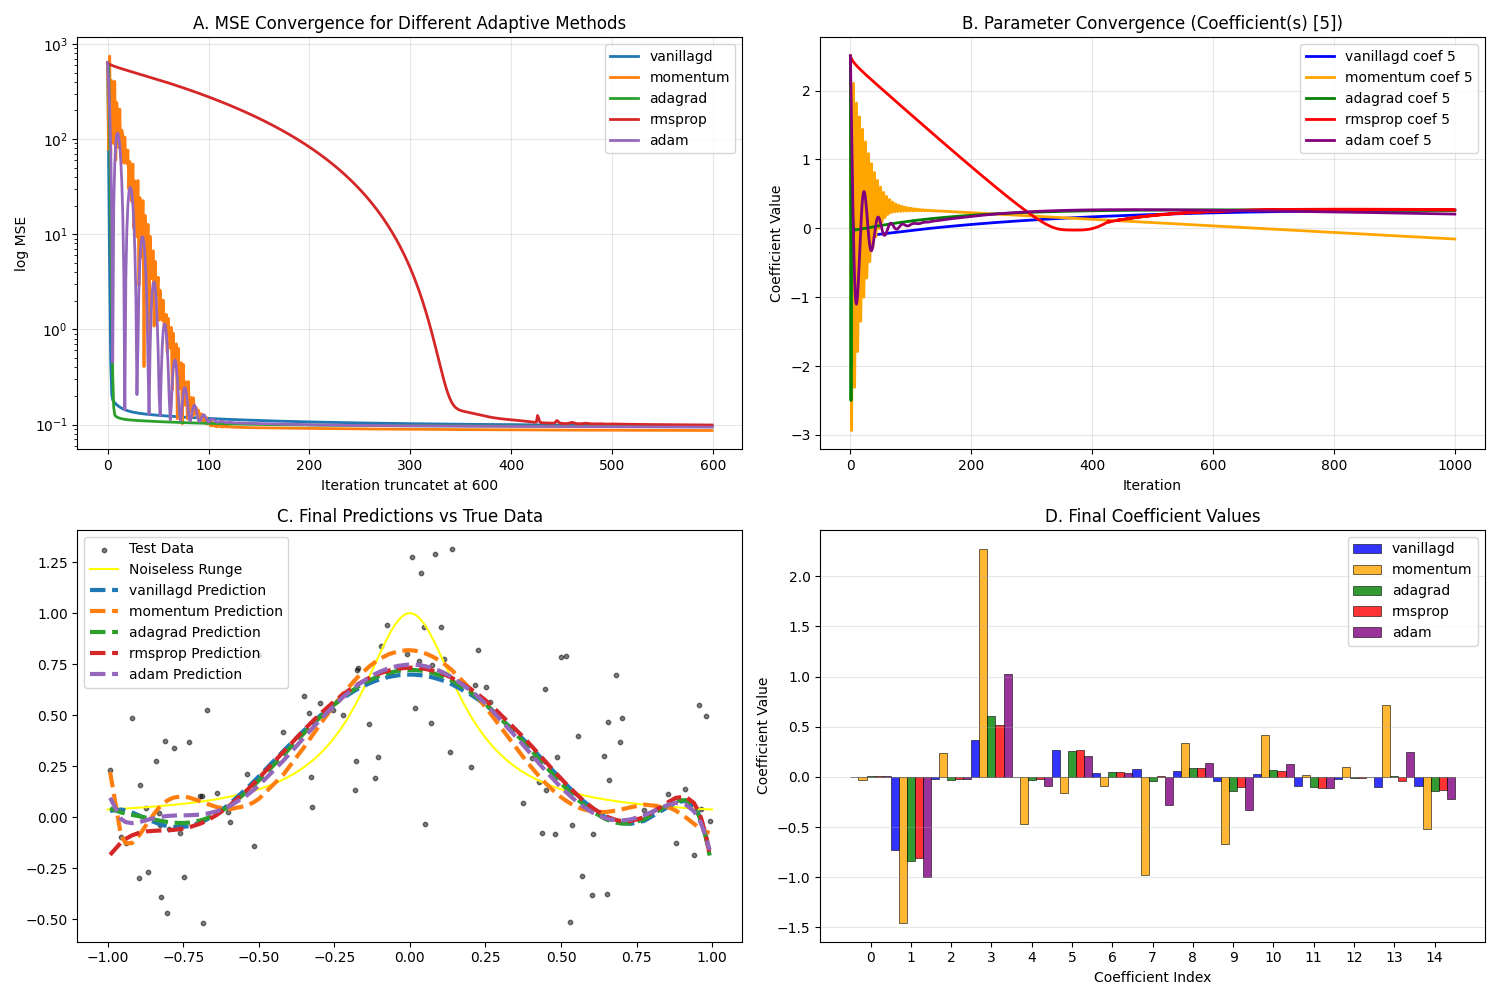 A. MSE Convergence for Different Adaptive Methods
log MSE
10³
10²
10¹
10⁰
10⁻¹
vanillagd
momentum
adagrad
rmsprop
adam
0 100 200 300 400 500 600
Iteration truncatet at 600
B. Parameter Convergence (Coefficient(s) [5])
Coefficient Value
2
1
0
−1
−2
−3
vanillagd coef 5
momentum coef 5
adagrad coef 5
rmsprop coef 5
adam coef 5
0 200 400 600 800 1000
Iteration
C. Final Predictions vs True Data
1.25
1.00
0.75
0.50
0.25
0.00
−0.25
−0.50
Test Data
Noiseless Runge
vanillagd Prediction
momentum Prediction
adagrad Prediction
rmsprop Prediction
adam Prediction
−1.00 −0.75 −0.50 −0.25 0.00 0.25 0.50 0.75 1.00
D. Final Coefficient Values
Coefficient Value
2.0
1.5
1.0
0.5
0.0
−0.5
−1.0
−1.5
vanillagd
momentum
adagrad
rmsprop
adam
0 1 2 3 4 5 6 7 8 9 10 11 12 13 14
Coefficient Index